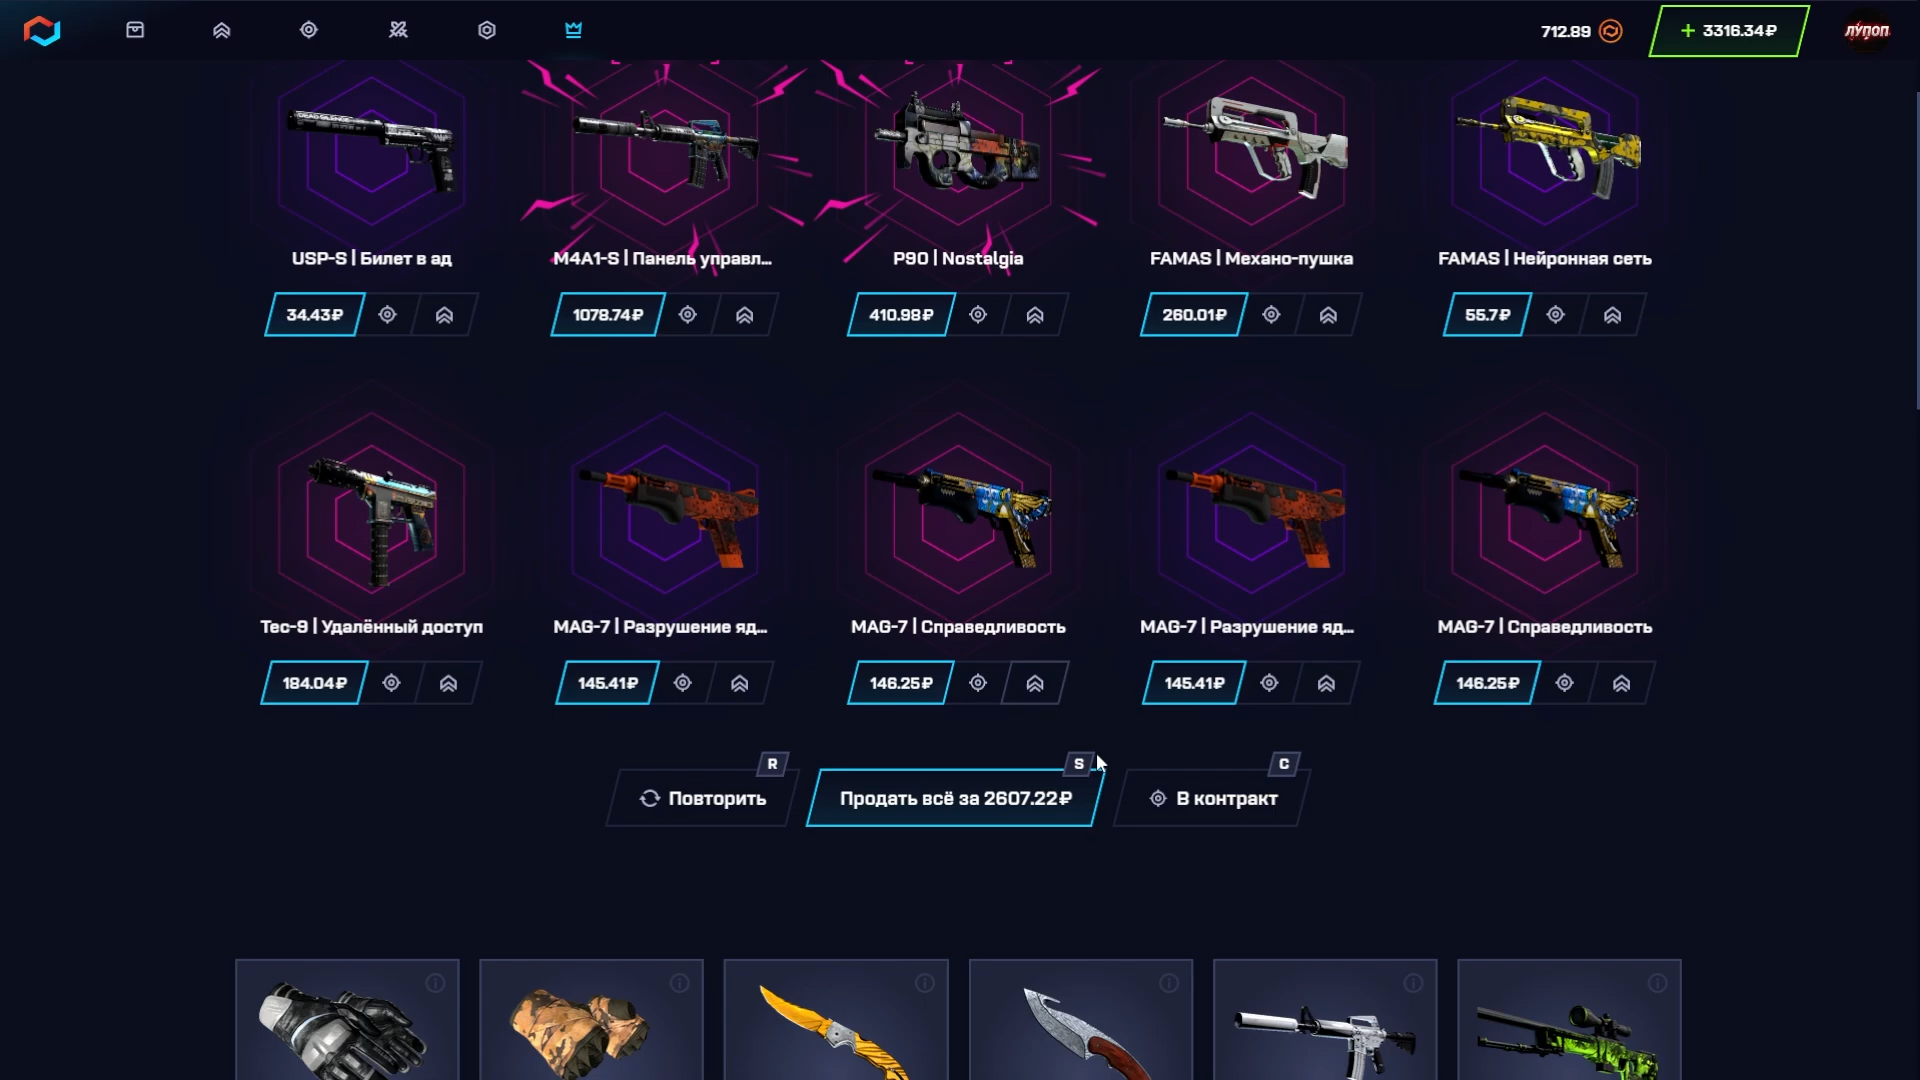 712.89
+ 3316.34₽
ЛУПОП
USP-S | Билет в ад
M4A1-S | Панель управл...
P90 | Nostalgia
FAMAS | Механо-пушка
FAMAS | Нейронная сеть
34.43₽
1078.74₽
410.98₽
260.01₽
55.7₽
Tec-9 | Удалённый доступ
MAG-7 | Разрушение яд...
MAG-7 | Справедливость
MAG-7 | Разрушение яд...
MAG-7 | Справедливость
184.04₽
145.41₽
146.25₽
145.41₽
146.25₽
R
S
C
Повторить
Продать всё за 2607.22₽
В контракт